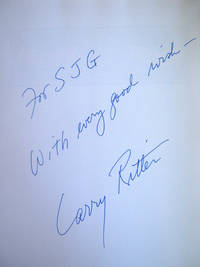 For SJG
With every good wish –
Larry Ritter